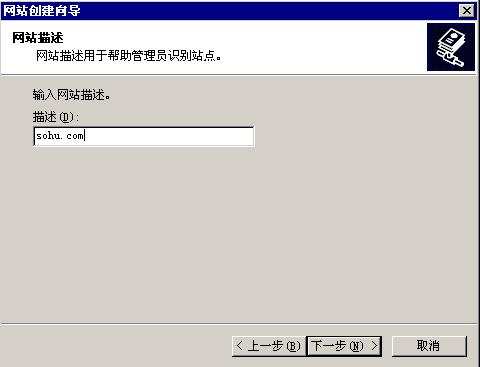 网站创建向导
网站描述
网站描述用于帮助管理员识别站点。
输入网站描述。
描述(D):
sohu.com
< 上一步(B) 下一步(N) > 取消